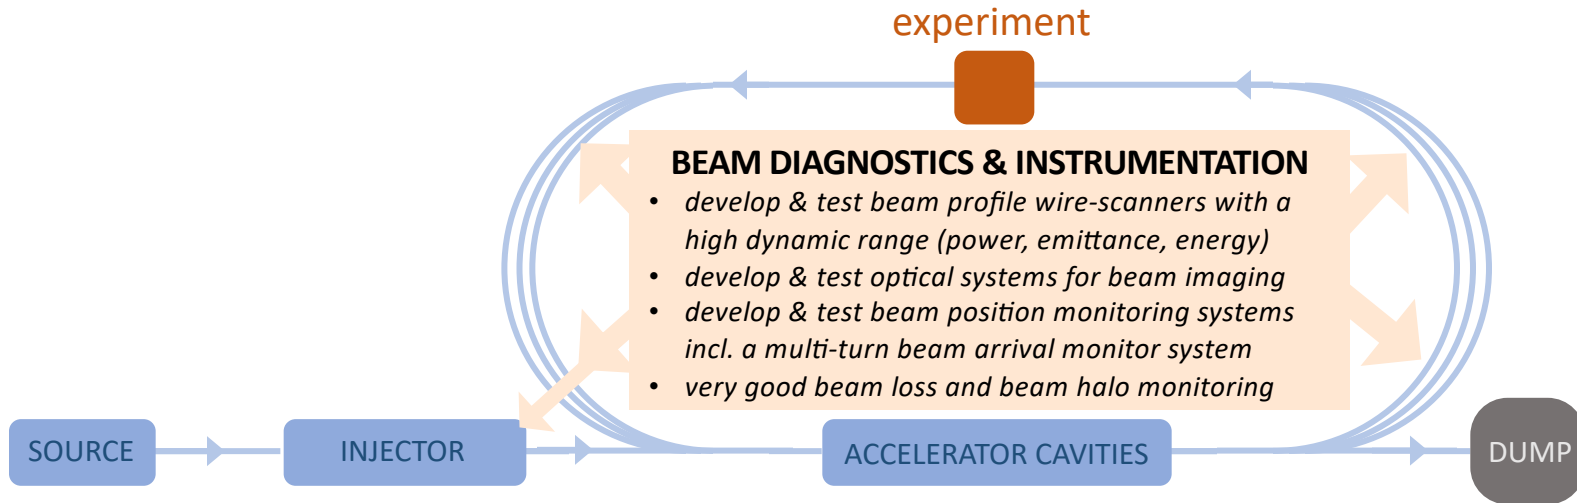 experiment
BEAM DIAGNOSTICS & INSTRUMENTATION
• develop & test beam profile wire-scanners with a
high dynamic range (power, emittance, energy)
• develop & test optical systems for beam imaging
• develop & test beam position monitoring systems
incl. a multi-turn beam arrival monitor system
• very good beam loss and beam halo monitoring
SOURCE
INJECTOR
ACCELERATOR CAVITIES
DUMP